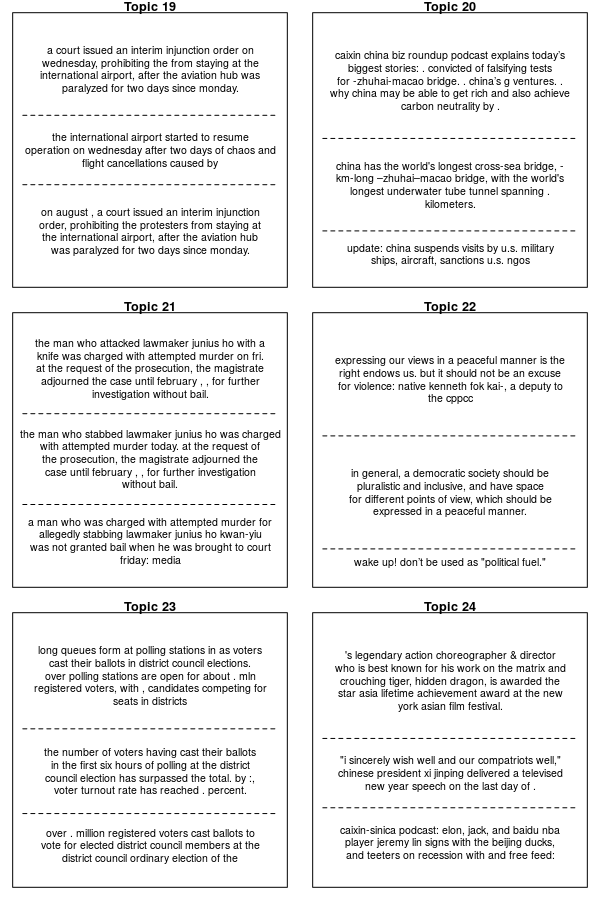 Topic 19
a court issued an interim injunction order on
wednesday, prohibiting the from staying at the
international airport, after the aviation hub was
paralyzed for two days since monday.
the international airport started to resume
operation on wednesday after two days of chaos and
flight cancellations caused by
on august , a court issued an interim injunction
order, prohibiting the protesters from staying at
the international airport, after the aviation hub
was paralyzed for two days since monday.
Topic 20
caixin china biz roundup podcast explains today's
biggest stories: . convicted of falsifying tests
for -zhuhai-macao bridge. . china's g ventures. .
why china may be able to get rich and also achieve
carbon neutrality by .
china has the world's longest cross-sea bridge, -
km-long –zhuhai–macao bridge, with the world's
longest underwater tube tunnel spanning .
kilometers.
update: china suspends visits by u.s. military
ships, aircraft, sanctions u.s. ngos
Topic 21
the man who attacked lawmaker junius ho with a
knife was charged with attempted murder on fri.
at the request of the prosecution, the magistrate
adjourned the case until february , , for further
investigation without bail.
the man who stabbed lawmaker junius ho was charged
with attempted murder today. at the request of
the prosecution, the magistrate adjourned the
case until february , , for further investigation
without bail.
a man who was charged with attempted murder for
allegedly stabbing lawmaker junius ho kwan-yiu
was not granted bail when he was brought to court
friday: media
Topic 22
expressing our views in a peaceful manner is the
right endows us. but it should not be an excuse
for violence: native kenneth fok kai-, a deputy to
the cppcc
in general, a democratic society should be
pluralistic and inclusive, and have space
for different points of view, which should be
expressed in a peaceful manner.
wake up! don't be used as "political fuel."
Topic 23
long queues form at polling stations in as voters
cast their ballots in district council elections.
over polling stations are open for about . mln
registered voters, with , candidates competing for
seats in districts
the number of voters having cast their ballots
in the first six hours of polling at the district
council election has surpassed the total. by :,
voter turnout rate has reached . percent.
over . million registered voters cast ballots to
vote for elected district council members at the
district council ordinary election of the
Topic 24
's legendary action choreographer & director
who is best known for his work on the matrix and
crouching tiger, hidden dragon, is awarded the
star asia lifetime achievement award at the new
york asian film festival.
"i sincerely wish well and our compatriots well,"
chinese president xi jinping delivered a televised
new year speech on the last day of .
caixin-sinica podcast: elon, jack, and baidu nba
player jeremy lin signs with the beijing ducks,
and teeters on recession with and free feed: